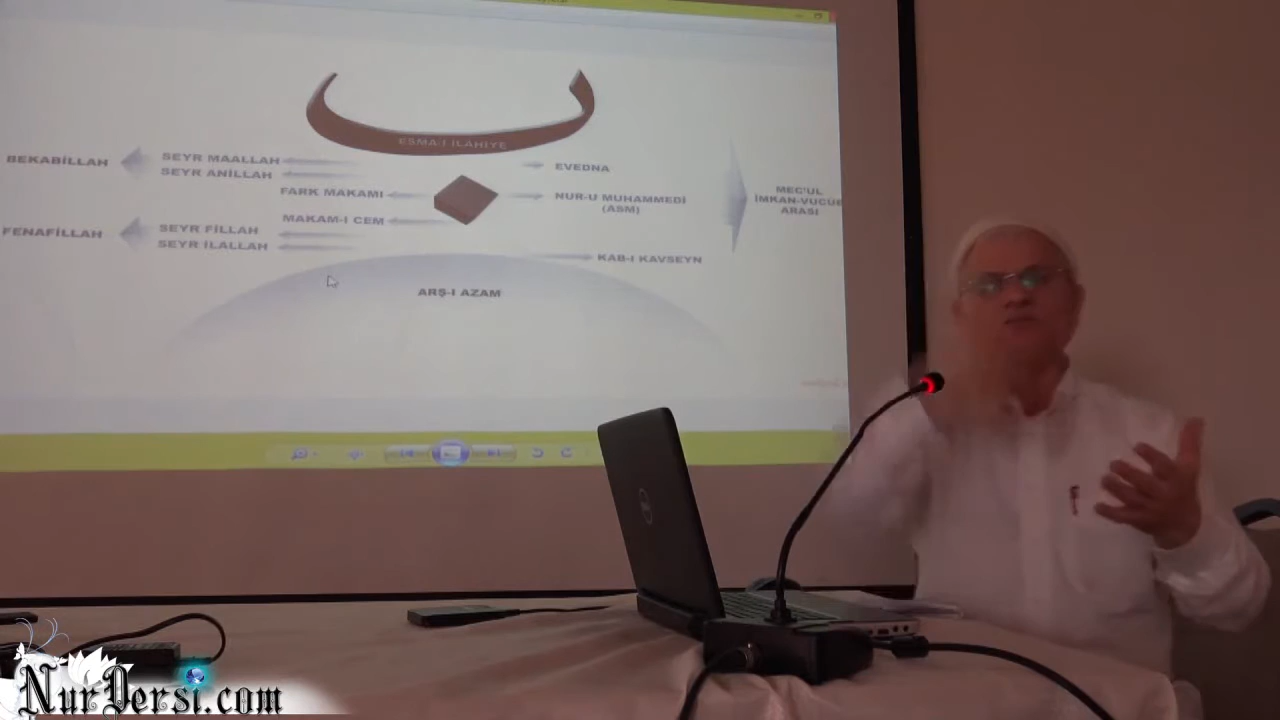 ESMA-I İLAHİYE
BEKABİLLAH
SEYR MAALLAH
SEYR ANİLLAH
EVEDNA
FARK MAKAMI
NUR-U MUHAMMEDİ
(ASM)
MEC'UL
İMKAN-VÜCUB
ARASI
MAKAM-I CEM
FENAFİLLAH
SEYR FİLLAH
SEYR İLALLAH
KAB-I KAVSEYN
ARŞ-I AZAM
NurDersi.com